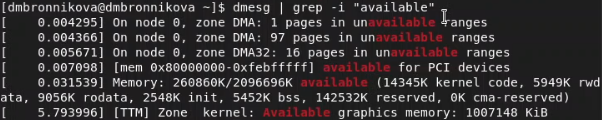 [dmbronnikova@dmbronnikova ~]$ dmesg | grep -i "available"
[    0.004295] On node 0, zone DMA: 1 pages in unavailable ranges
[    0.004366] On node 0, zone DMA: 97 pages in unavailable ranges
[    0.005671] On node 0, zone DMA32: 16 pages in unavailable ranges
[    0.007098] [mem 0x80000000-0xfebfffff] available for PCI devices
[    0.031539] Memory: 260860K/2096696K available (14345K kernel code, 5949K rwd
ata, 9056K rodata, 2548K init, 5452K bss, 142532K reserved, 0K cma-reserved)
[    5.793996] [TTM] Zone  kernel: Available graphics memory: 1007148 KiB